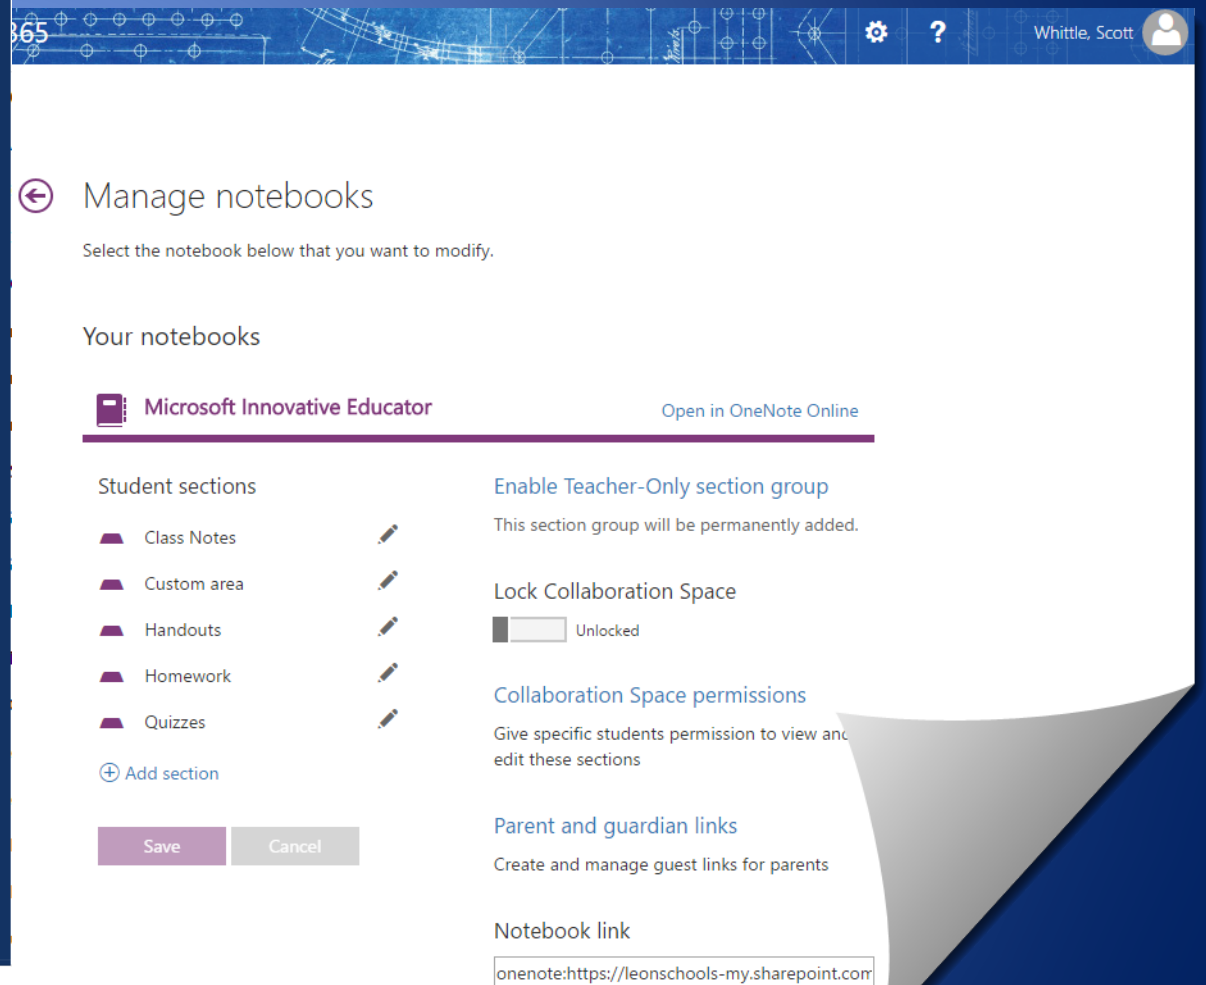 365
? Whittle, Scott
Manage notebooks
Select the notebook below that you want to modify.
Your notebooks
Microsoft Innovative Educator
Open in OneNote Online
Student sections
Class Notes
Custom area
Handouts
Homework
Quizzes
Add section
Save Cancel
Enable Teacher-Only section group
This section group will be permanently added.
Lock Collaboration Space
Unlocked
Collaboration Space permissions
Give specific students permission to view and
edit these sections
Parent and guardian links
Create and manage guest links for parents
Notebook link
onenote:https://leonschools-my.sharepoint.com